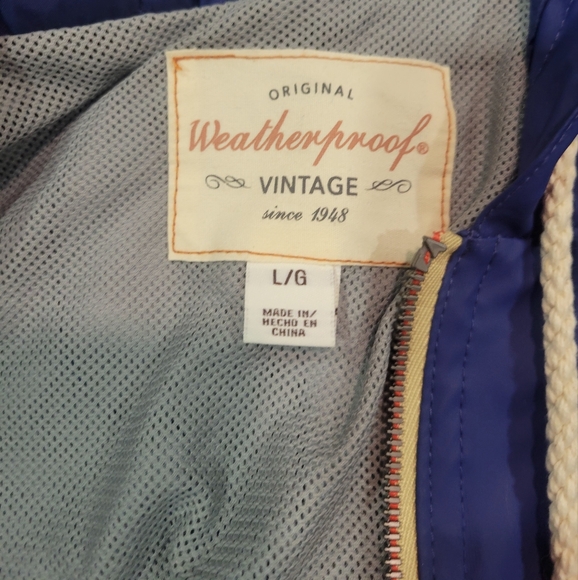 ORIGINAL
Weatherproof®
VINTAGE
since 1948
L/G
MADE IN/
HECHO EN
CHINA